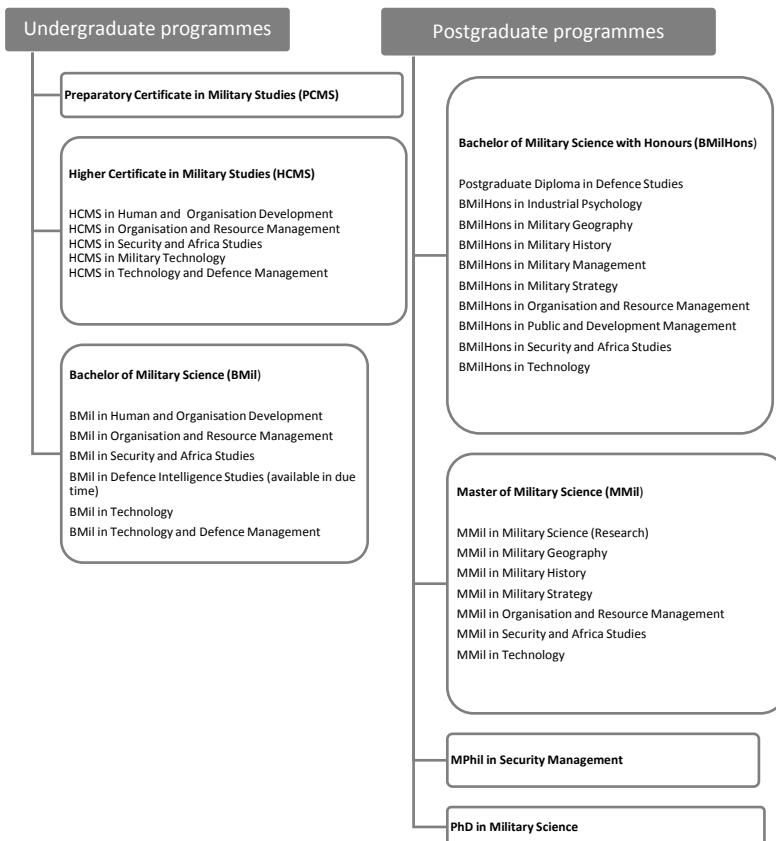 Undergraduate programmes
Preparatory Certificate in Military Studies (PCMS)
Higher Certificate in Military Studies (HCMS)
HCMS in Human and Organisation Development
HCMS in Organisation and Resource Management
HCMS in Security and Africa Studies
HCMS in Military Technology
HCMS in Technology and Defence Management
Bachelor of Military Science (BMil)
BMil in Human and Organisation Development
BMil in Organisation and Resource Management
BMil in Security and Africa Studies
BMil in Defence Intelligence Studies (available in due
time)
BMil in Technology
BMil in Technology and Defence Management
Postgraduate programmes
Bachelor of Military Science with Honours (BMilHons)
Postgraduate Diploma in Defence Studies
BMilHons in Industrial Psychology
BMilHons in Military Geography
BMilHons in Military History
BMilHons in Military Management
BMilHons in Military Strategy
BMilHons in Organisation and Resource Management
BMilHons in Public and Development Management
BMilHons in Security and Africa Studies
BMilHons in Technology
Master of Military Science (MMil)
MMil in Military Science (Research)
MMil in Military Geography
MMil in Military History
MMil in Military Strategy
MMil in Organisation and Resource Management
MMil in Security and Africa Studies
MMil in Technology
MPhil in Security Management
PhD in Military Science